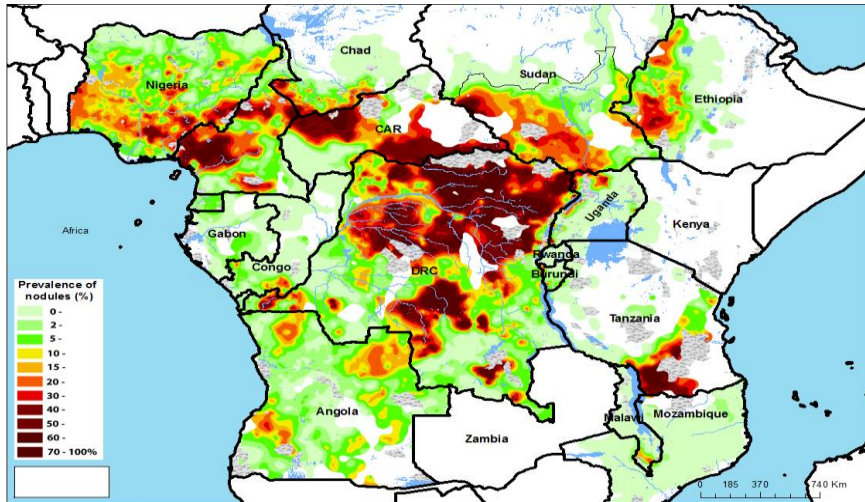 Chad
Sudan
Nigeria
Ethiopia
CAR
Uganda
Kenya
Africa
Gabon
Congo
DRC
Rwanda
Burundi
Prevalence of
nodules (%)
0 -
2 -
5 -
10 -
15 -
20 -
30 -
40 -
50 -
60 -
70 - 100%
Tanzania
Angola
Malawi
Mozambique
Zambia
0 185 370 740 Km